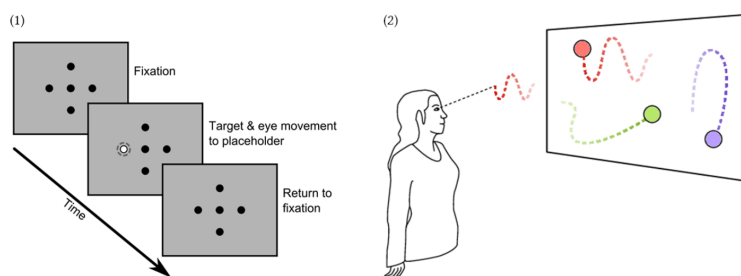 (1)
(2)
Fixation
Target & eye movement
to placeholder
Return to
fixation
Time